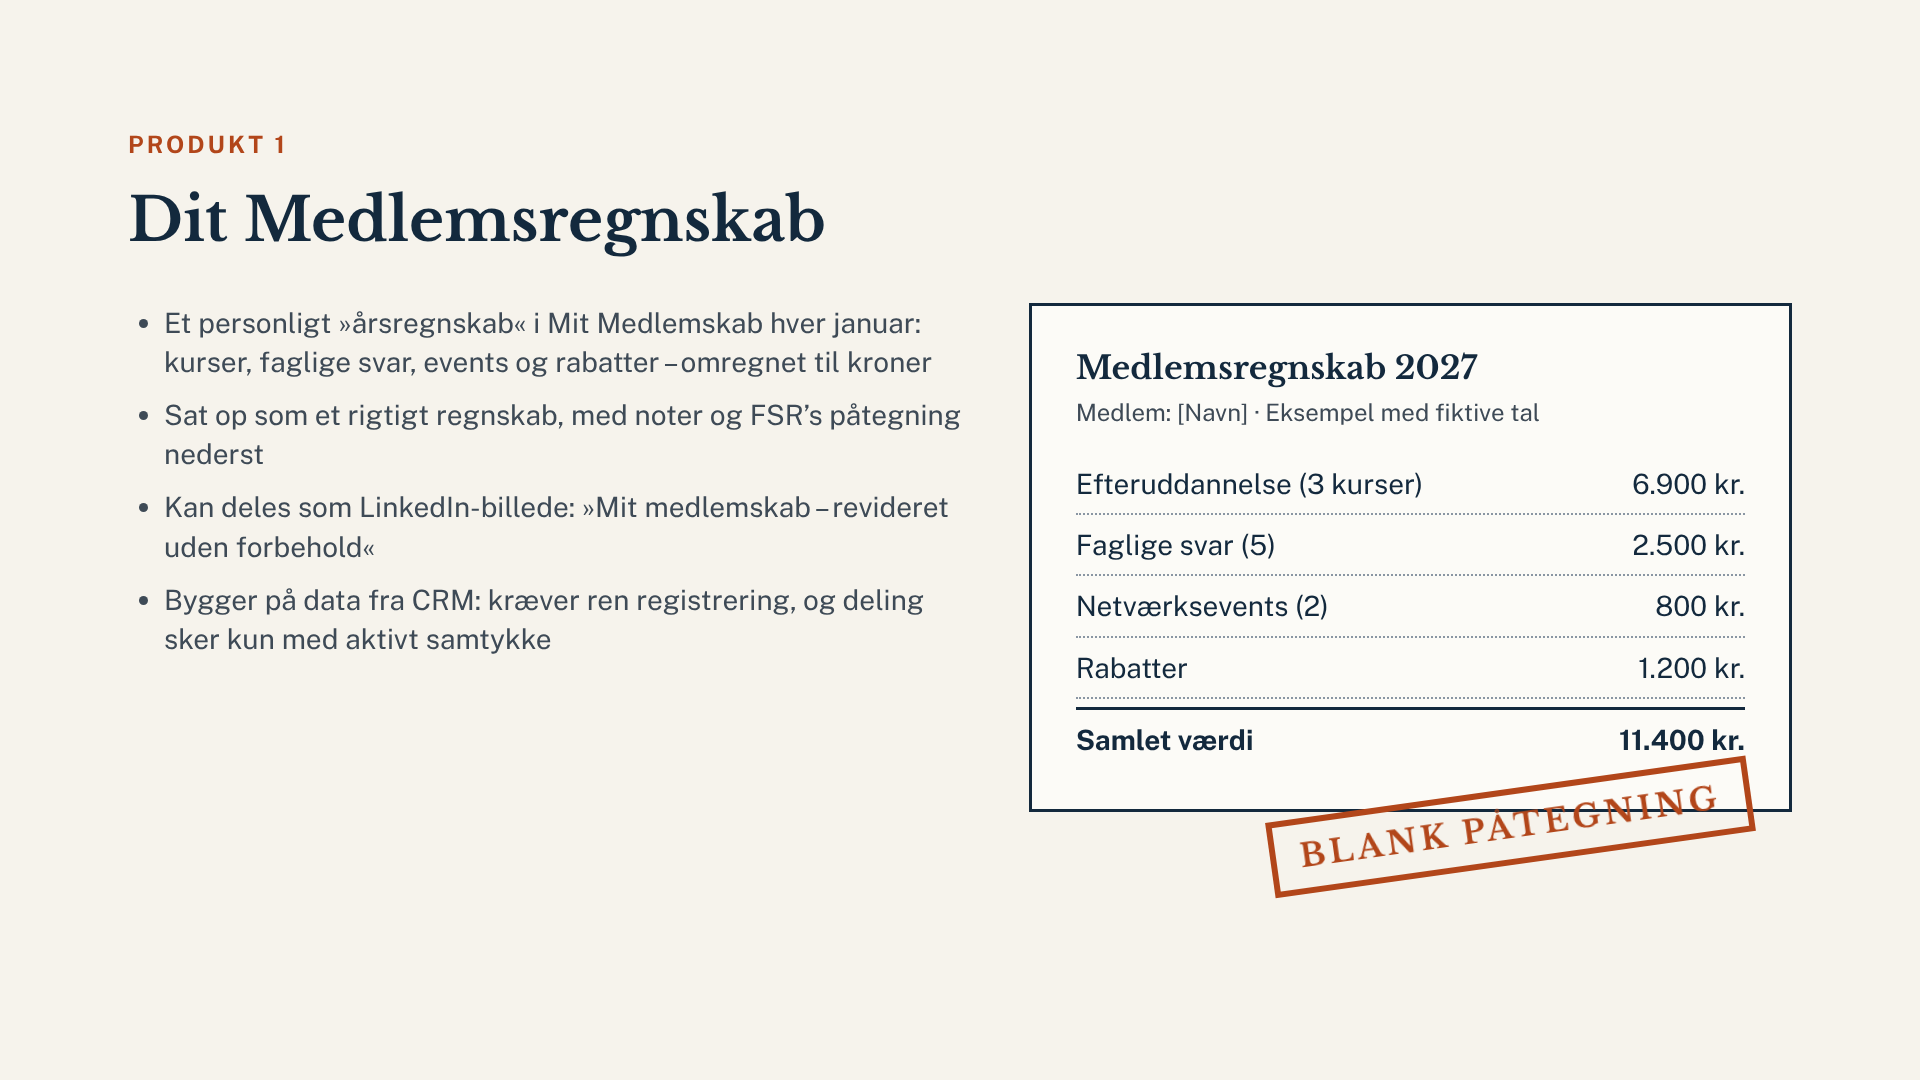 PRODUKT 1
Dit Medlemsregnskab
• Et personligt »årsregnskab« i Mit Medlemskab hver januar:
kurser, faglige svar, events og rabatter – omregnet til kroner
• Sat op som et rigtigt regnskab, med noter og FSR’s påtegning
nederst
• Kan deles som LinkedIn-billede: »Mit medlemskab – revideret
uden forbehold«
• Bygger på data fra CRM: kræver ren registrering, og deling
sker kun med aktivt samtykke
Medlemsregnskab 2027
Medlem: [Navn] · Eksempel med fiktive tal
Efteruddannelse (3 kurser) 6.900 kr.
Faglige svar (5) 2.500 kr.
Netværksevents (2) 800 kr.
Rabatter 1.200 kr.
Samlet værdi 11.400 kr.
BLANK PÅTEGNING